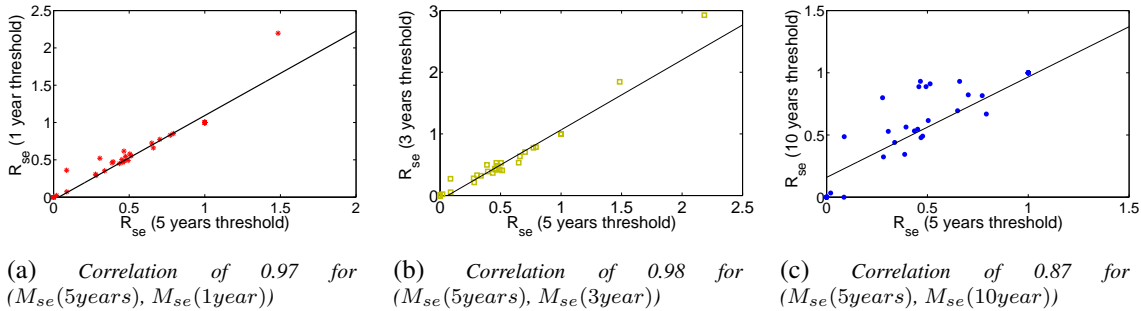 2.5
2
1.5
1
0.5
0
0 0.5 1 1.5 2
R_se (1 year threshold)
R_se (5 years threshold)
(a) Correlation of 0.97 for
(M_se(5years), M_se(1year))
3
2
1
0
0 0.5 1 1.5 2 2.5
R_se (3 years threshold)
R_se (5 years threshold)
(b) Correlation of 0.98 for
(M_se(5years), M_se(3year))
1.5
1
0.5
0
0 0.5 1 1.5
R_se (10 years threshold)
R_se (5 years threshold)
(c) Correlation of 0.87 for
(M_se(5years), M_se(10year))